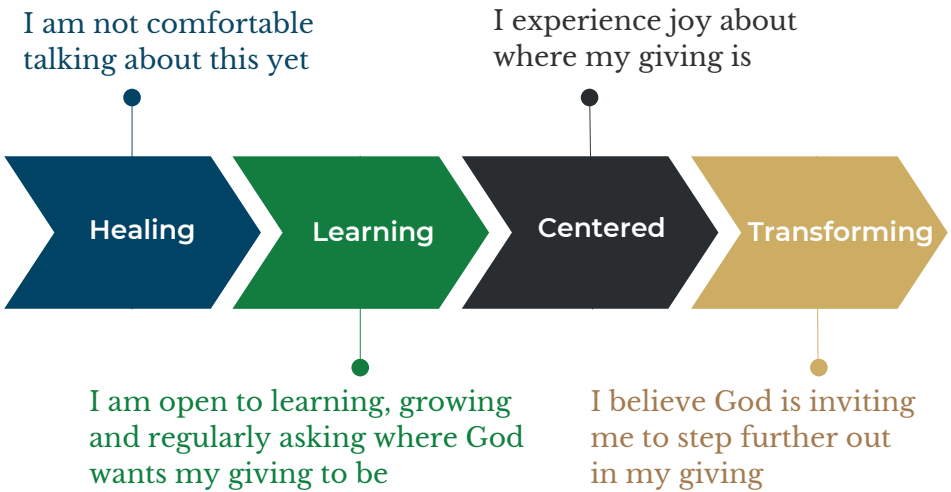 I am not comfortable
talking about this yet
I experience joy about
where my giving is
Healing
Learning
Centered
Transforming
I am open to learning, growing
and regularly asking where God
wants my giving to be
I believe God is inviting
me to step further out
in my giving